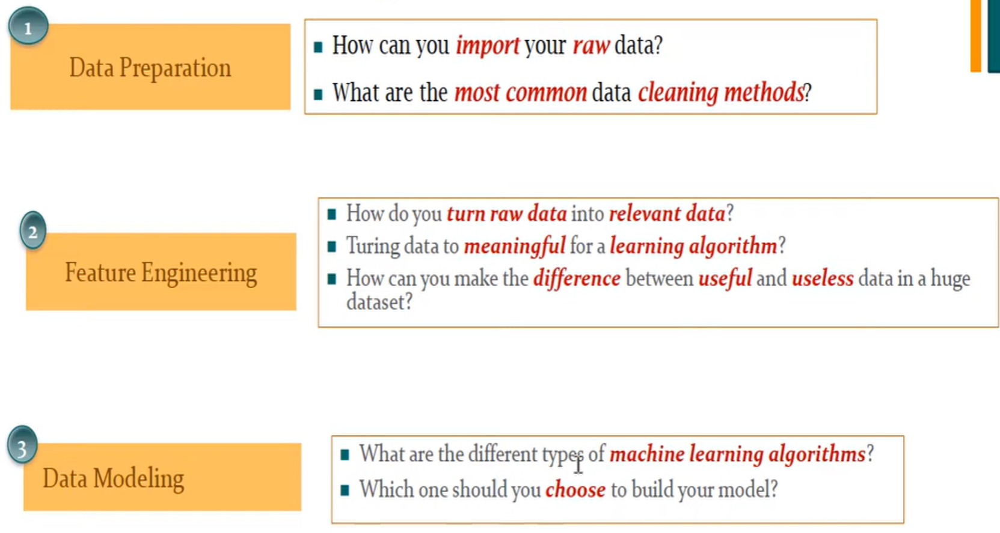 1
Data Preparation
How can you import your raw data?
What are the most common data cleaning methods?
2
Feature Engineering
How do you turn raw data into relevant data?
Turing data to meaningful for a learning algorithm?
How can you make the difference between useful and useless data in a huge
dataset?
3
Data Modeling
What are the different types of machine learning algorithms?
Which one should you choose to build your model?